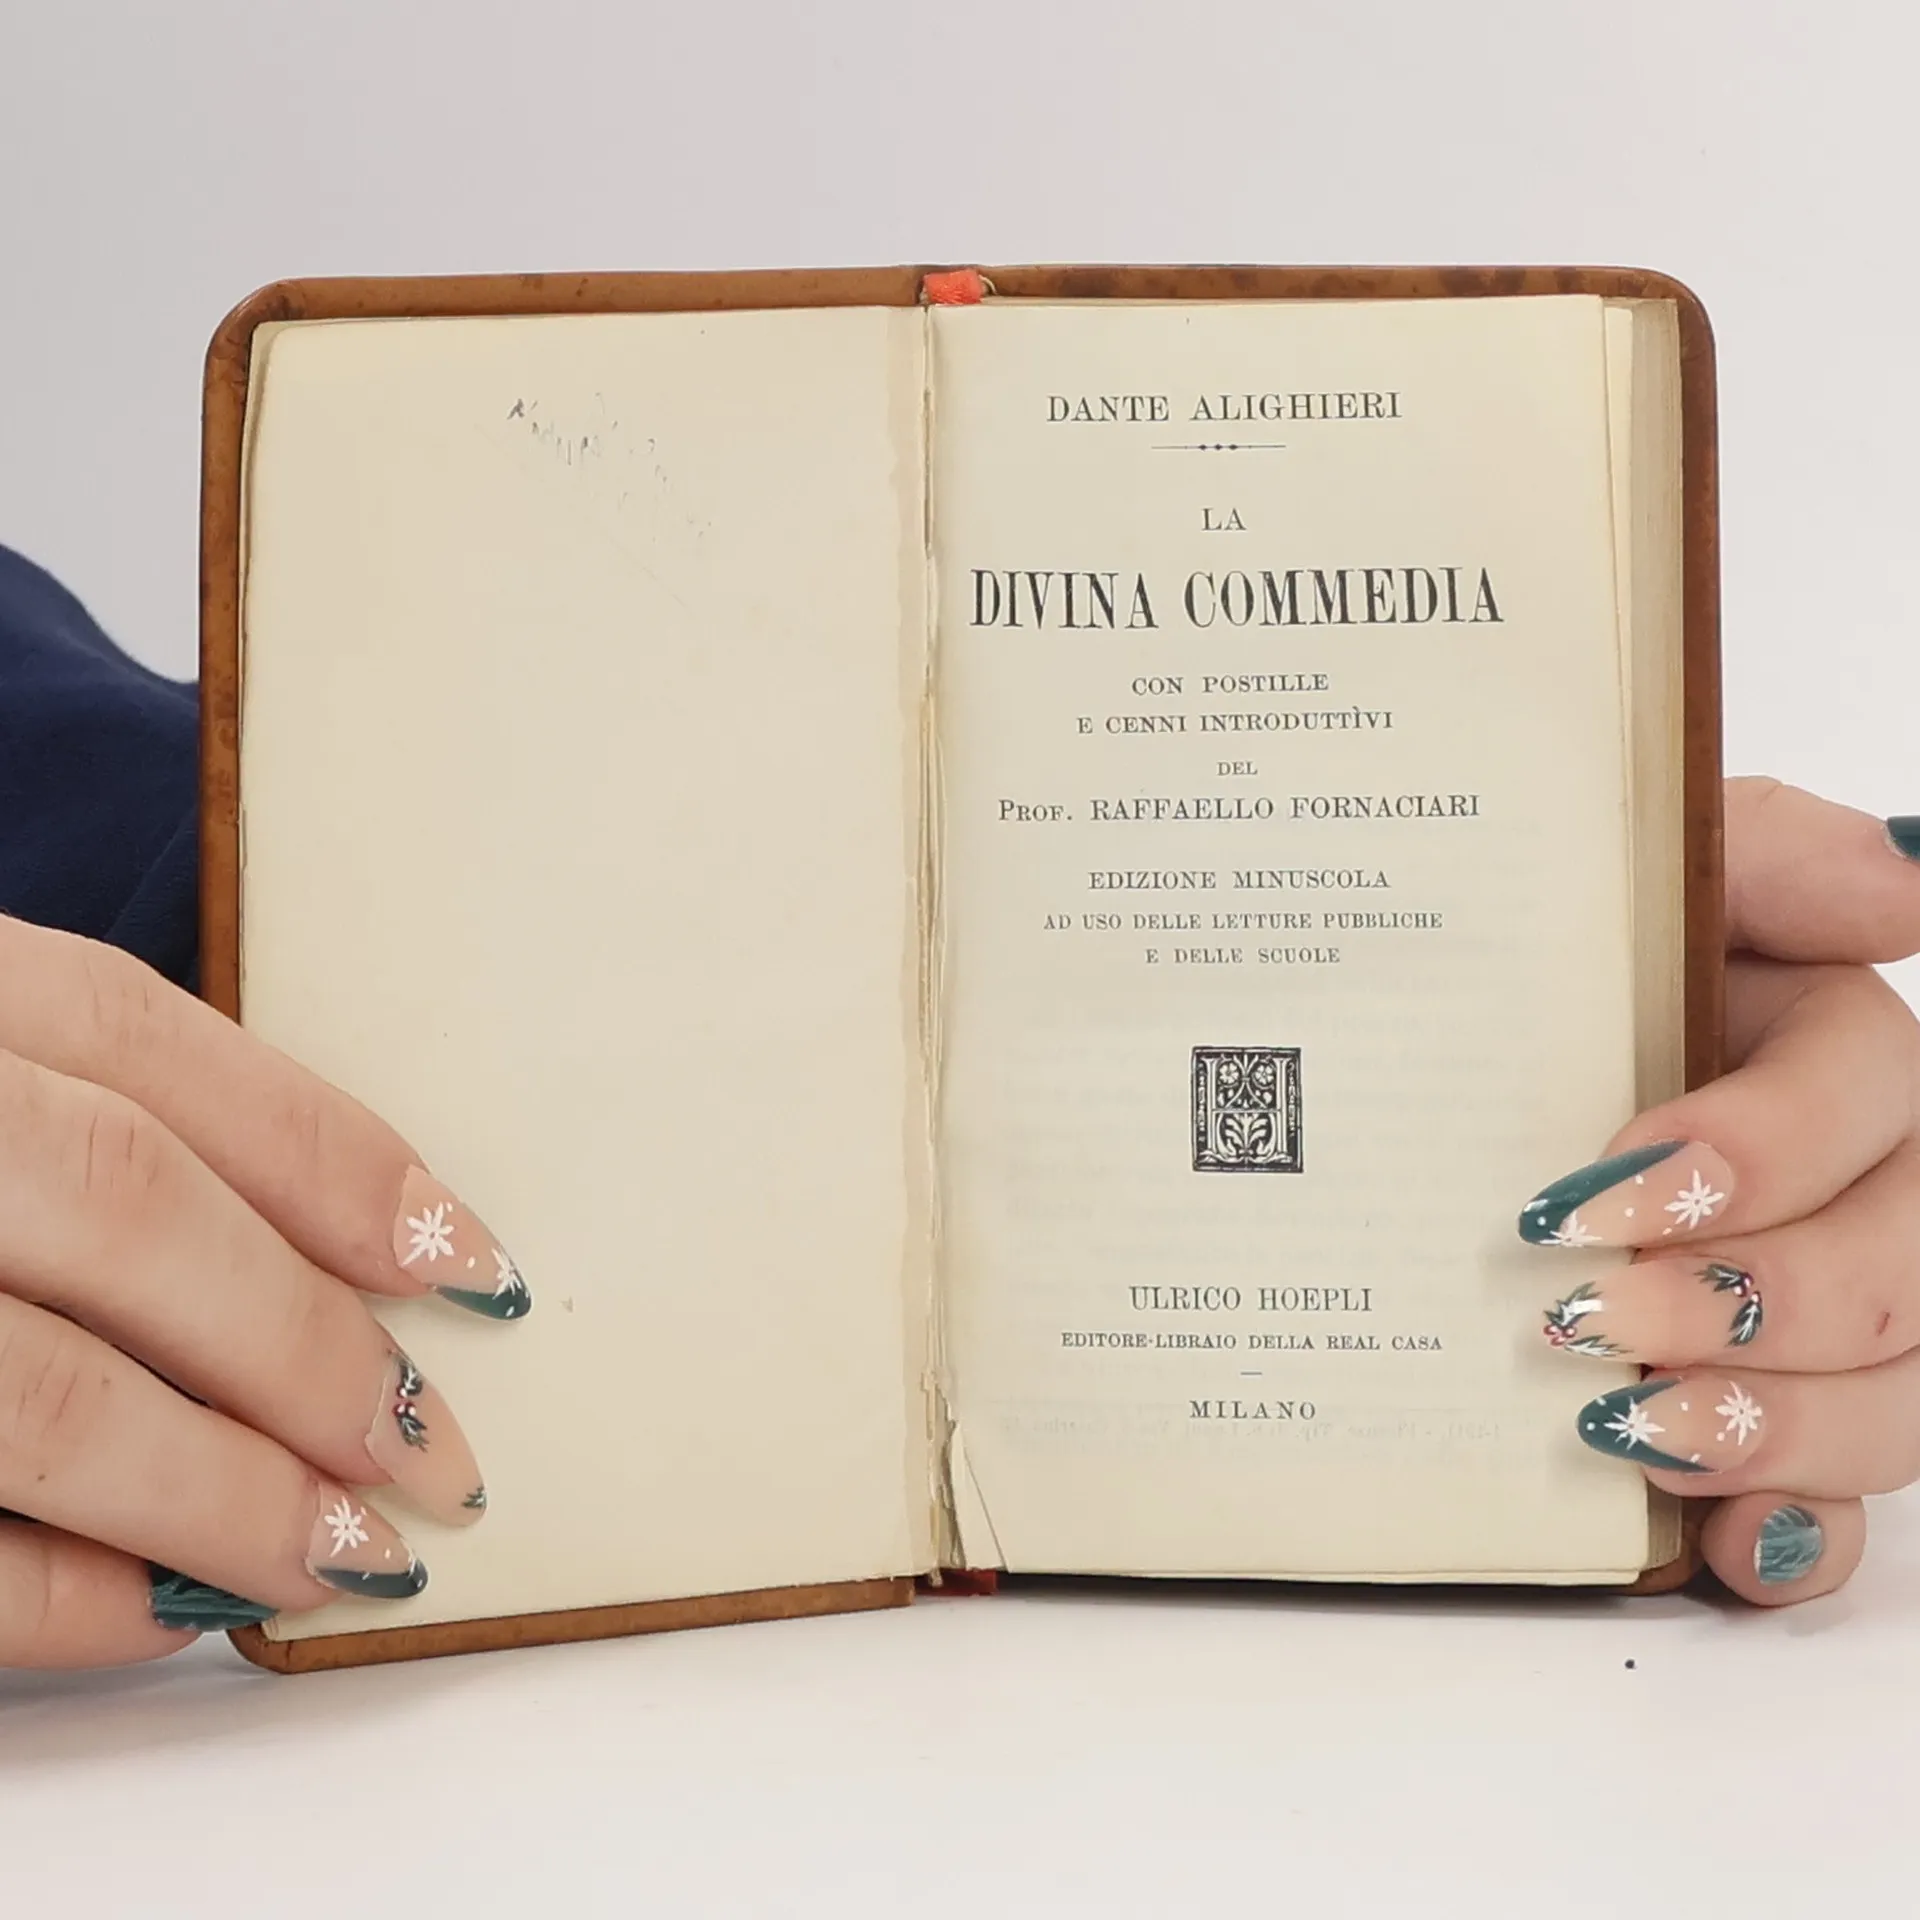 DANTE ALIGHIERI
LA
DIVINA COMMEDIA
CON POSTILLE
E CENNI INTRODUTTÌVI
DEL
PROF. RAFFAELLO FORNACIARI
EDIZIONE MINUSCOLA
AD USO DELLE LETTURE PUBBLICHE
E DELLE SCUOLE
H
ULRICO HOEPLI
EDITORE-LIBRAIO DELLA REAL CASA
MILANO